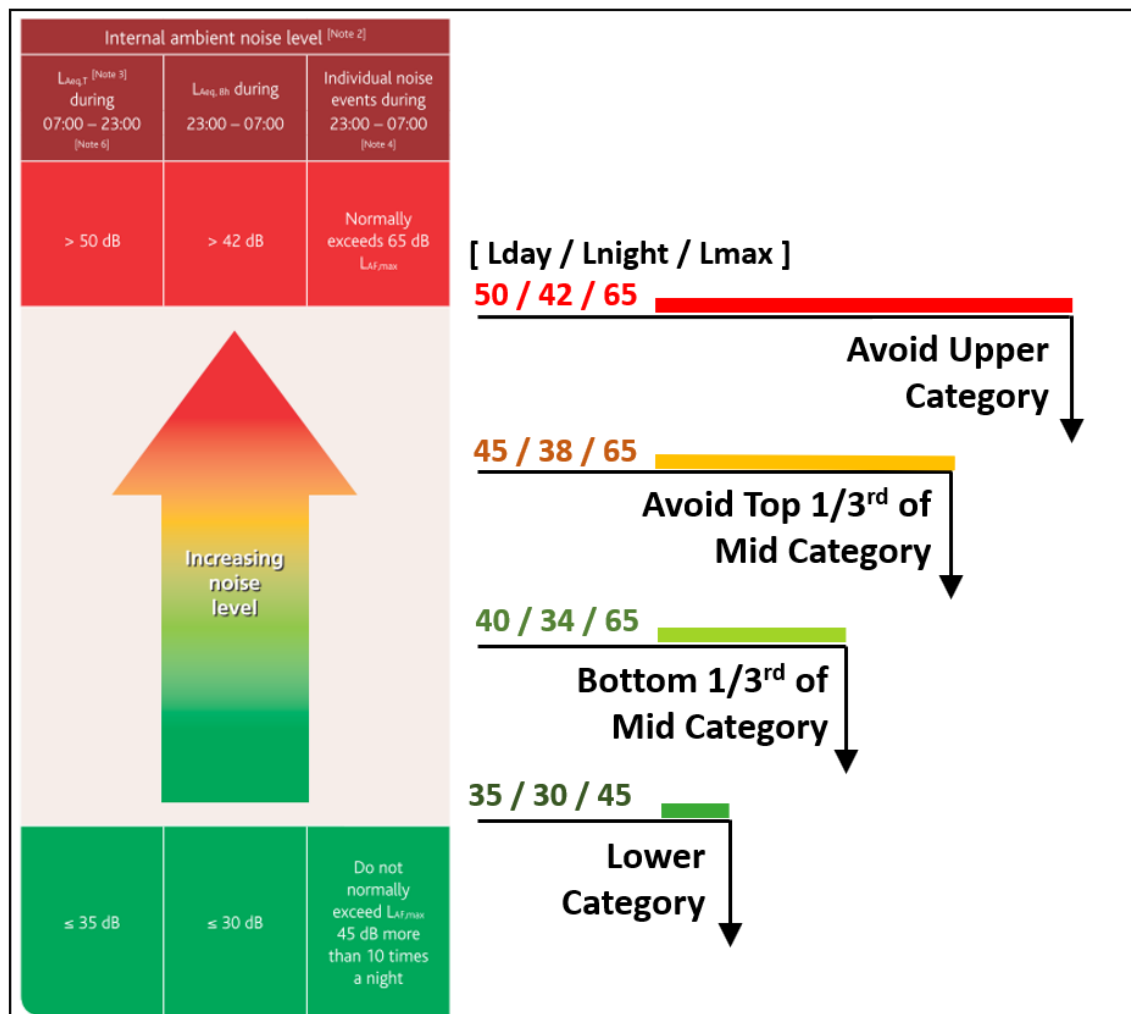 Internal ambient noise level [Note 2]
LAeq,T [Note 3]
during
07:00 – 23:00
[Note 6]
LAeq, 8h during
23:00 – 07:00
Individual noise
events during
23:00 – 07:00
[Note 4]
> 50 dB
> 42 dB
Normally
exceeds 65 dB
LAF,max
[ Lday / Lnight / Lmax ]
50 / 42 / 65
Avoid Upper
Category
45 / 38 / 65
Avoid Top 1/3rd of
Mid Category
Increasing
noise
level
40 / 34 / 65
Bottom 1/3rd of
Mid Category
35 / 30 / 45
Lower
Category
≤ 35 dB
≤ 30 dB
Do not
normally
exceed LAF,max
45 dB more
than 10 times
a night